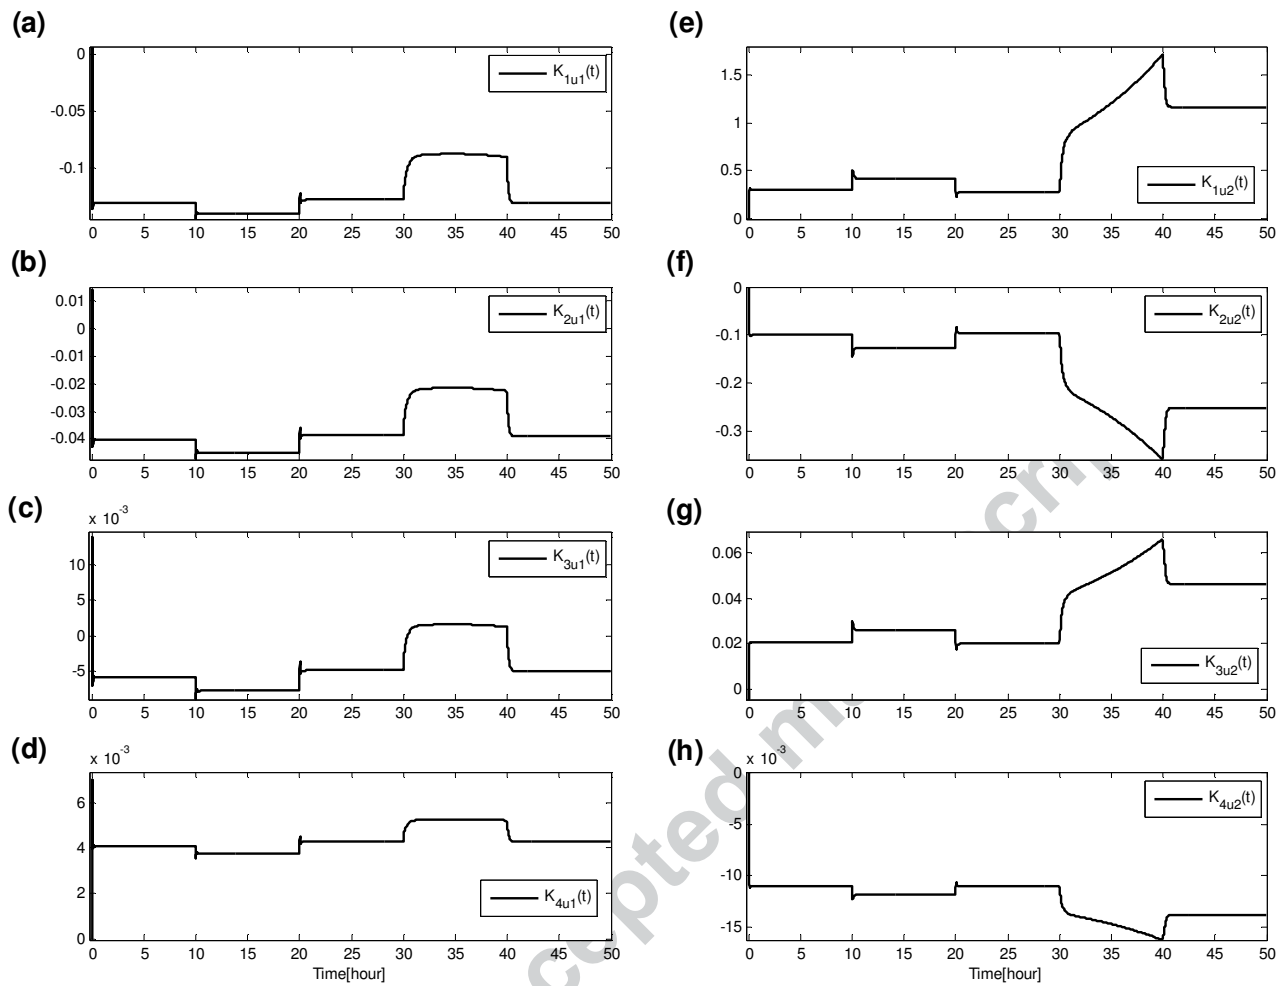 (a)
0
-0.05
-0.1
K1u1(t)
0 5 10 15 20 25 30 35 40 45 50
(b)
0.01
0
-0.01
-0.02
-0.03
-0.04
K2u1(t)
0 5 10 15 20 25 30 35 40 45 50
(c)
x 10-3
10
5
0
-5
K3u1(t)
0 5 10 15 20 25 30 35 40 45 50
(d)
x 10-3
6
4
2
0
K4u1(t)
0 5 10 15 20 25 30 35 40 45 50
Time[hour]
(e)
1.5
1
0.5
0
K1u2(t)
0 5 10 15 20 25 30 35 40 45 50
(f)
0
-0.1
-0.2
-0.3
K2u2(t)
0 5 10 15 20 25 30 35 40 45 50
(g)
0.06
0.04
0.02
0
K3u2(t)
0 5 10 15 20 25 30 35 40 45 50
(h)
x 10-3
0
-5
-10
-15
K4u2(t)
0 5 10 15 20 25 30 35 40 45 50
Time[hour]